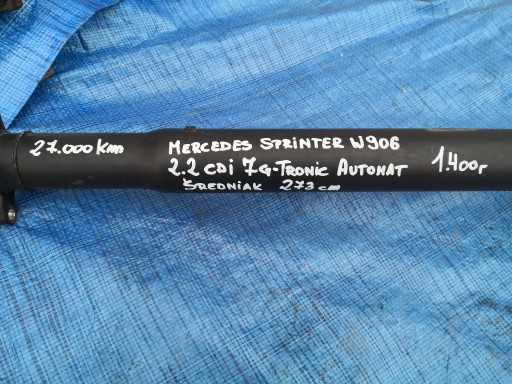 27.000 km
MERCEDES SPRINTER W906
2.2 CDi 7G-TRONIC AUTOMAT
ŚREDNIAK 273 cm
1.400,-